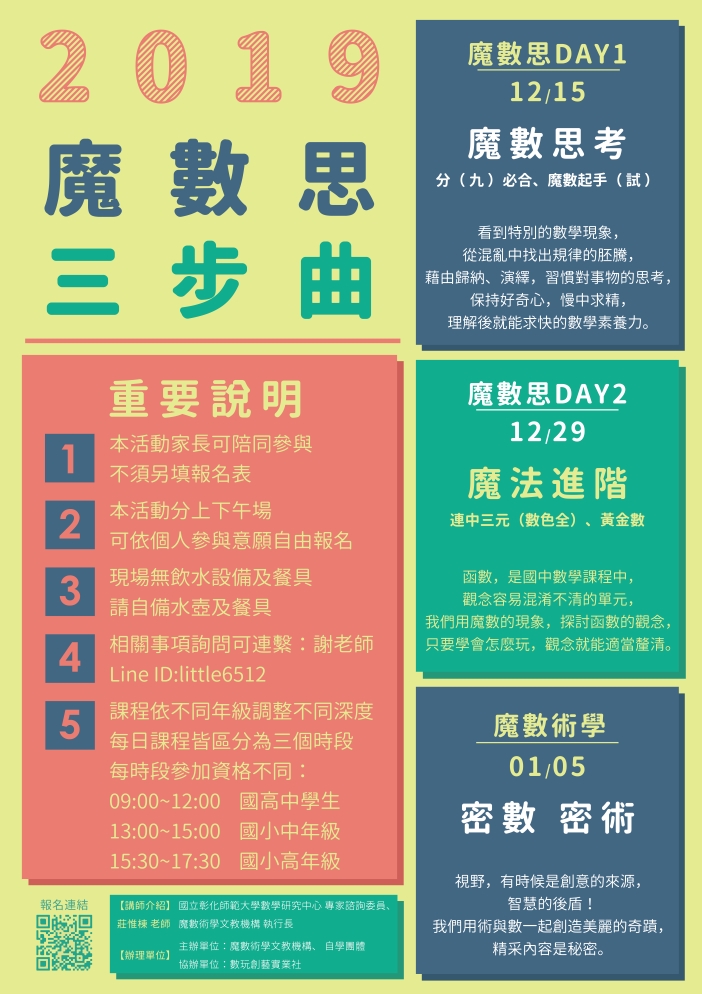 2019
魔數思
三步曲
重要說明
1 本活動家長可陪同參與
不須另填報名表
2 本活動分上下午場
可依個人參與意願自由報名
3 現場無飲水設備及餐具
請自備水壺及餐具
4 相關事項詢問可連繫：謝老師
Line ID:little6512
5 課程依不同年級調整不同深度
每日課程皆區分為三個時段
每時段參加資格不同：
09:00~12:00 國高中學生
13:00~15:00 國小中年級
15:30~17:30 國小高年級
報名連結
【講師介紹】 國立彰化師範大學數學研究中心 專家諮詢委員、
莊惟棟 老師 魔數術學文教機構 執行長
【辦理單位】
主辦單位：魔數術學文教機構、 自學團體
協辦單位：數玩創藝實業社
魔數思DAY1
12/15
魔數思考
分（九）必合、魔數起手（試）
看到特別的數學現象，
從混亂中找出規律的胚騰，
藉由歸納、演繹，習慣對事物的思考，
保持好奇心，慢中求精，
理解後就能求快的數學素養力。
魔數思DAY2
12/29
魔法進階
連中三元（數色全）、黃金數
函數，是國中數學課程中，
觀念容易混淆不清的單元，
我們用魔數的現象，探討函數的觀念，
只要學會怎麼玩，觀念就能適當釐清。
魔數術學
01/05
密數 密術
視野，有時候是創意的來源，
智慧的後盾！
我們用術與數一起創造美麗的奇蹟，
精采內容是秘密。